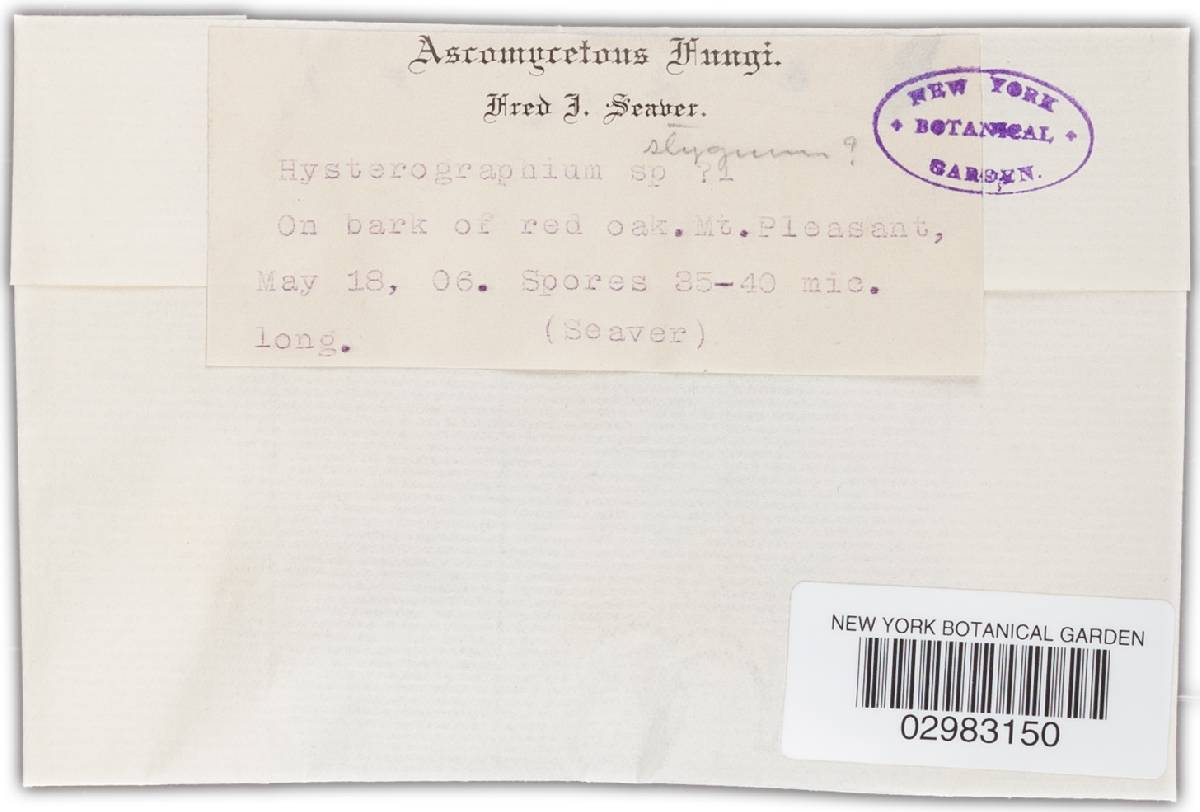 Ascomycetous Fungi.
Fred J. Seaver.
stygium ?
Hysterographium sp ?1
On bark of red oak. Mt. Pleasant,
May 18, 06. Spores 35-40 mic.
long. (Seaver)
NEW YORK
BOTANICAL
GARDEN.
NEW YORK BOTANICAL GARDEN
02983150